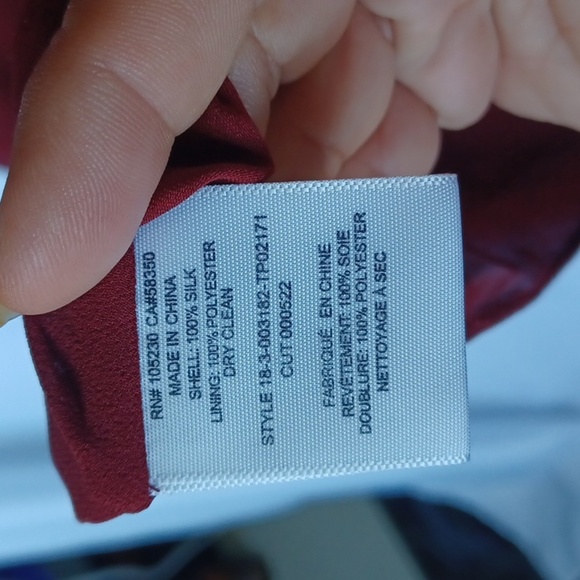 RN# 105230 CA#58350
MADE IN CHINA
SHELL: 100% SILK
LINING: 100% POLYESTER
DRY CLEAN
STYLE 18-3-003162-TP02171
CUT 000522
FABRIQUÉ EN CHINE
REVÊTEMENT: 100% SOIE
DOUBLURE: 100% POLYESTER
NETTOYAGE À SEC